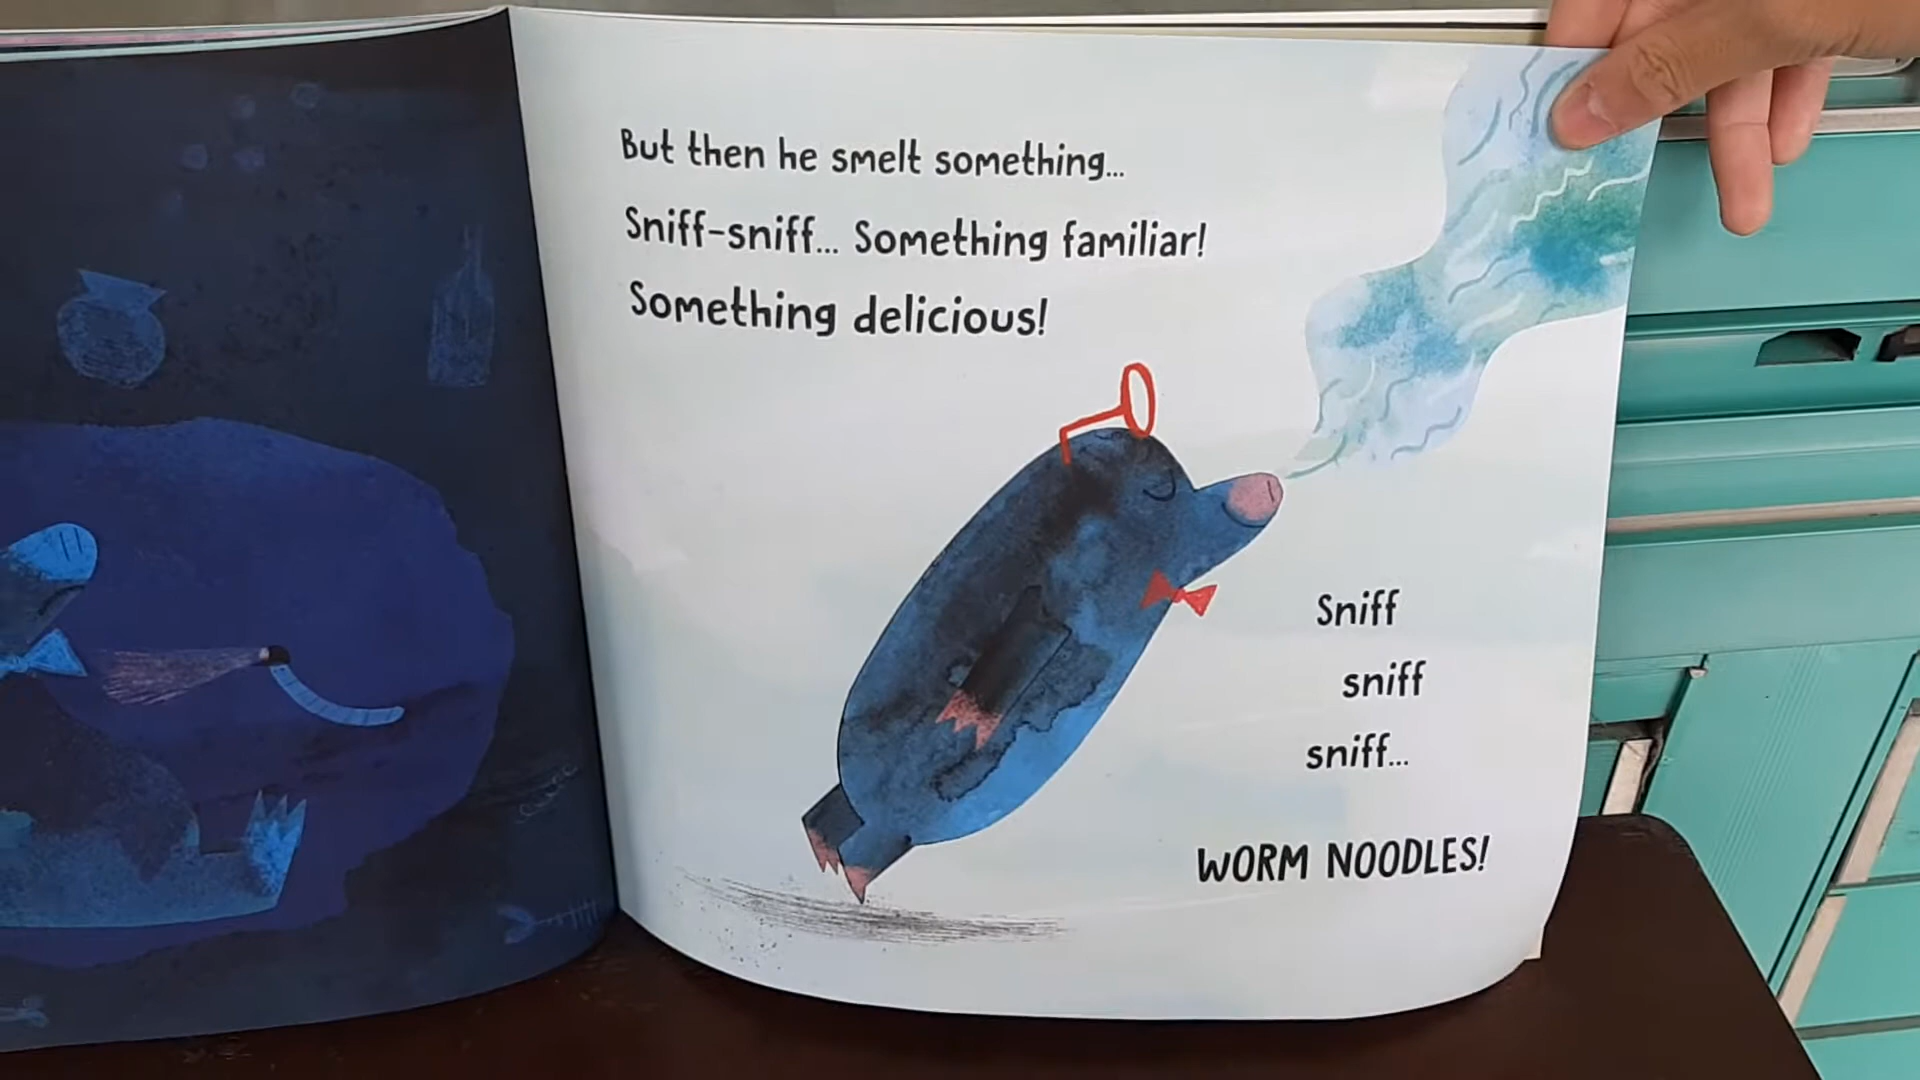 But then he smelt something...
Sniff-sniff... Something familiar!
Something delicious!
Sniff
sniff
sniff...
WORM NOODLES!